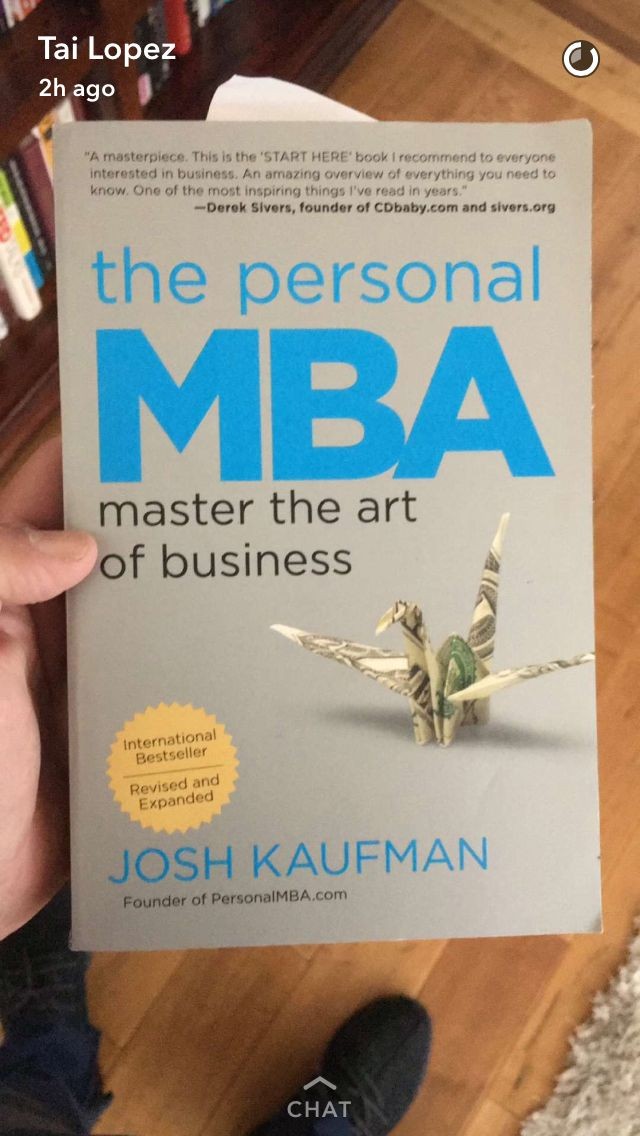 Tai Lopez
2h ago
"A masterpiece. This is the 'START HERE' book I recommend to everyone
interested in business. An amazing overview of everything you need to
know. One of the most inspiring things I've read in years."
—Derek Sivers, founder of CDbaby.com and sivers.org
the personal
MBA
master the art
of business
International
Bestseller
Revised and
Expanded
JOSH KAUFMAN
Founder of PersonalMBA.com
CHAT